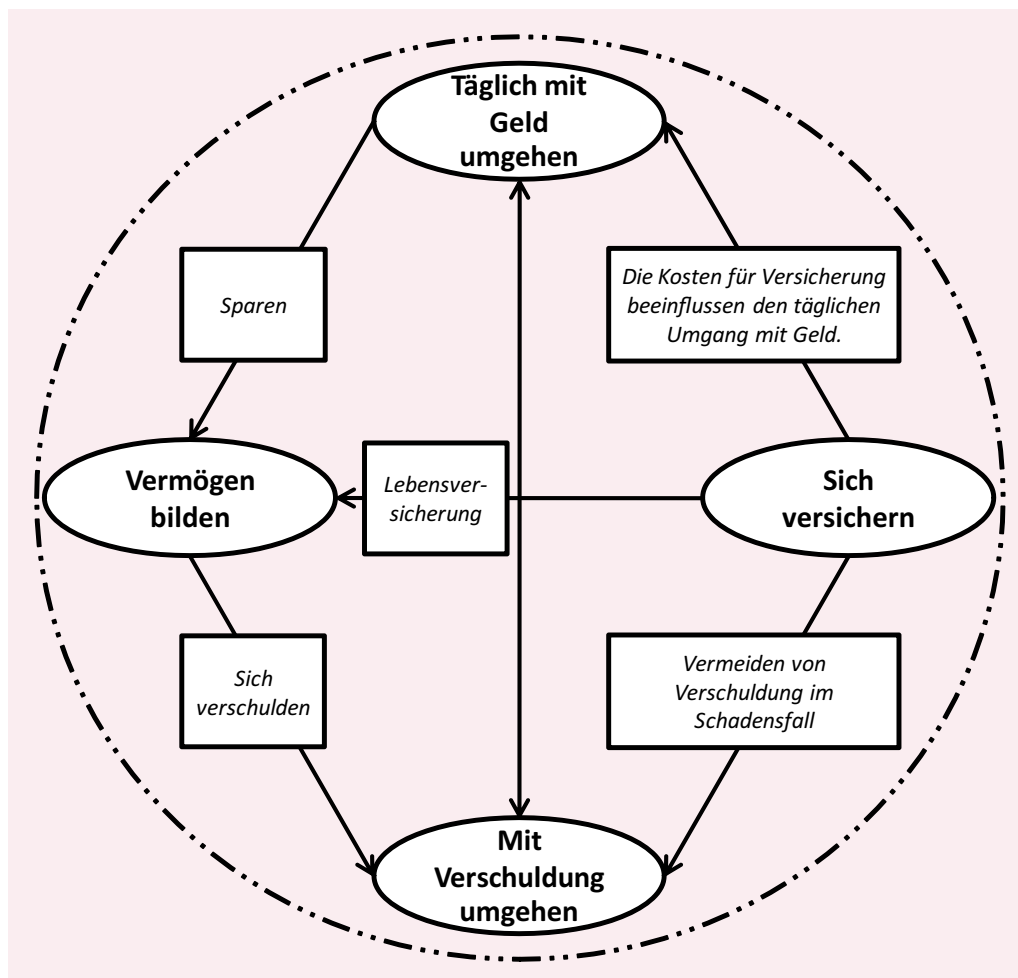 Täglich mit
Geld
umgehen
Sparen
Die Kosten für Versicherung
beeinflussen den täglichen
Umgang mit Geld.
Vermögen
bilden
Lebensver-
sicherung
Sich
versichern
Sich
verschulden
Vermeiden von
Verschuldung im
Schadensfall
Mit
Verschuldung
umgehen